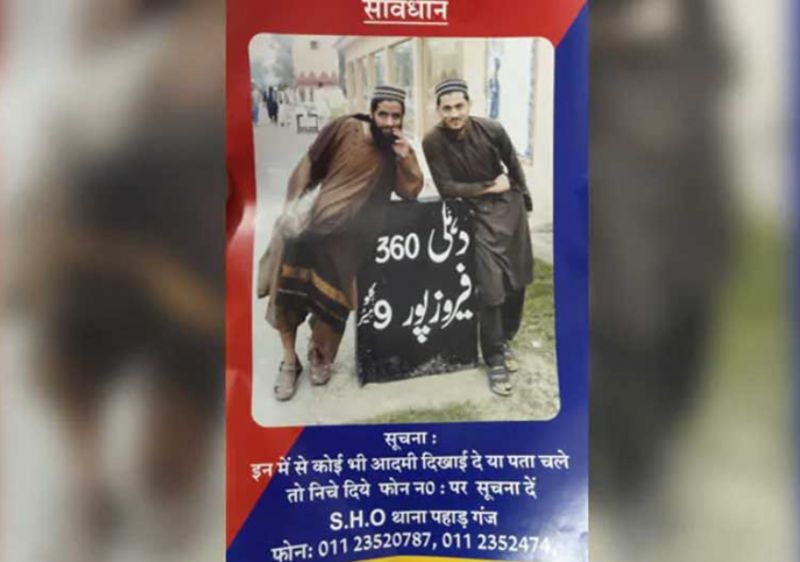 सावधान
دہلی 360
فیروزپور 9
सूचना :
इन में से कोई भी आदमी दिखाई दे या पता चले
तो निचे दिये फोन न0 : पर सूचना दें
S.H.O थाना पहाड़ गंज
फोन: 011 23520787, 011 2352474,